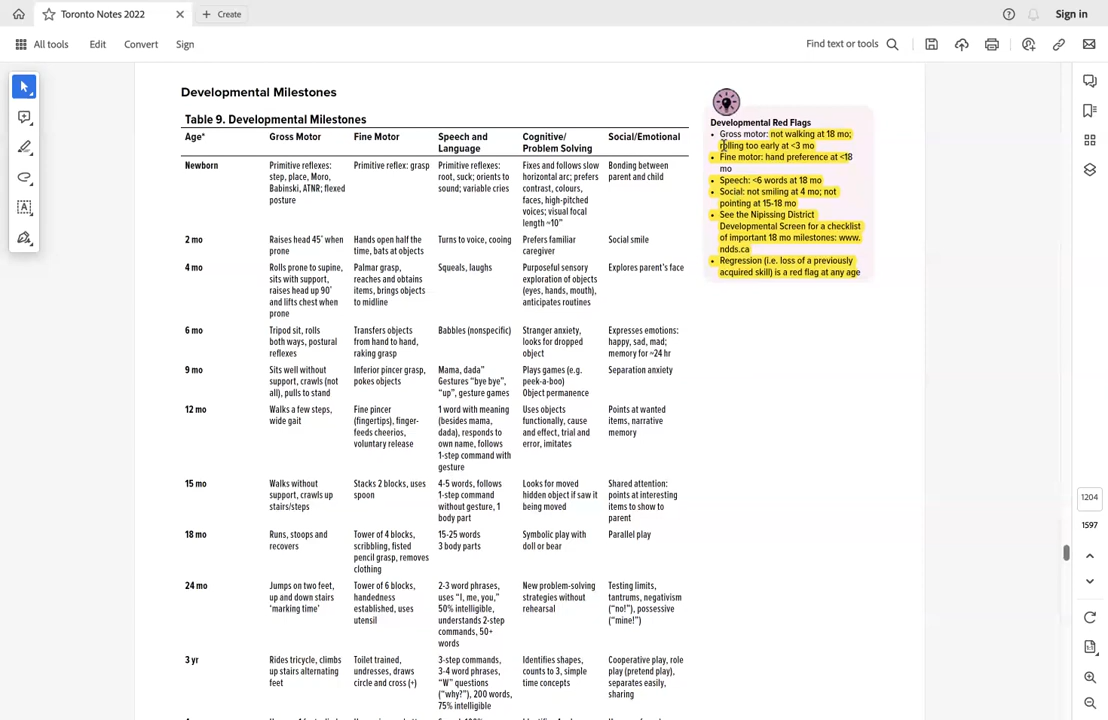 Toronto Notes 2022
Create
Sign in
All tools
Edit
Convert
Sign
Find text or tools
Developmental Milestones
Table 9. Developmental Milestones
Age* Gross Motor Fine Motor Speech and Language Cognitive/ Problem Solving Social/Emotional
Newborn
Primitive reflexes:
step, place, Moro,
Babinski, ATNR; flexed
posture
Primitive reflex: grasp
Primitive reflexes:
root, suck; orients to
sound; variable cries
Fixes and follows slow
horizontal arc; prefers
contrast, colours,
faces, high-pitched
voices; visual focal
length ~10"
Bonding between
parent and child
2 mo
Raises head 45˚ when
prone
Hands open half the
time, bats at objects
Turns to voice, cooing
Prefers familiar
caregiver
Social smile
4 mo
Rolls prone to supine,
sits with support,
raises head up 90˚
and lifts chest when
prone
Palmar grasp,
reaches and obtains
items, brings objects
to midline
Squeals, laughs
Purposeful sensory
exploration of objects
(eyes, hands, mouth),
anticipates routines
Explores parent's face
6 mo
Tripod sit, rolls
both ways, postural
reflexes
Transfers objects
from hand to hand,
raking grasp
Babbles (nonspecific)
Stranger anxiety,
looks for dropped
object
Expresses emotions:
happy, sad, mad;
memory for ~24 hr
9 mo
Sits well without
support, crawls (not
all), pulls to stand
Inferior pincer grasp,
pokes objects
Mama, dada”
Gestures “bye bye”,
“up”, gesture games
Plays games (e.g.
peek-a-boo)
Object permanence
Separation anxiety
12 mo
Walks a few steps,
wide gait
Fine pincer
(fingertips), finger-
feeds cheerios,
voluntary release
1 word with meaning
(besides mama,
dada), responds to
own name, follows
1-step command with
gesture
Uses objects
functionally, cause
and effect, trial and
error, imitates
Points at wanted
items, narrative
memory
15 mo
Walks without
support, crawls up
stairs/steps
Stacks 2 blocks, uses
spoon
4-5 words, follows
1-step command
without gesture, 1
body part
Looks for moved
hidden object if saw it
being moved
Shared attention:
points at interesting
items to show to
parent
18 mo
Runs, stoops and
recovers
Tower of 4 blocks,
scribbling, fisted
pencil grasp, removes
clothing
15-25 words
3 body parts
Symbolic play with
doll or bear
Parallel play
24 mo
Jumps on two feet,
up and down stairs
‘marking time’
Tower of 6 blocks,
handedness
established, uses
utensil
2-3 word phrases,
uses “I, me, you,”
50% intelligible,
understands 2-step
commands, 50+
words
New problem-solving
strategies without
rehearsal
Testing limits,
tantrums, negativism
(“no!”), possessive
(“mine!”)
3 yr
Rides tricycle, climbs
up stairs alternating
feet
Toilet trained,
undresses, draws
circle and cross (+)
3-step commands,
3-4 word phrases,
“W” questions
(“why?”), 200 words,
75% intelligible
Identifies shapes,
counts to 3, simple
time concepts
Cooperative play, role
play (pretend play),
separates easily,
sharing
Developmental Red Flags
• Gross motor: not walking at 18 mo;
rolling too early at <3 mo
• Fine motor: hand preference at <18
mo
• Speech: <6 words at 18 mo
• Social: not smiling at 4 mo; not
pointing at 15-18 mo
• See the Nipissing District
Developmental Screen for a checklist
of important 18 mo milestones: www.
ndds.ca
• Regression (i.e. loss of a previously
acquired skill) is a red flag at any age
1204
1597